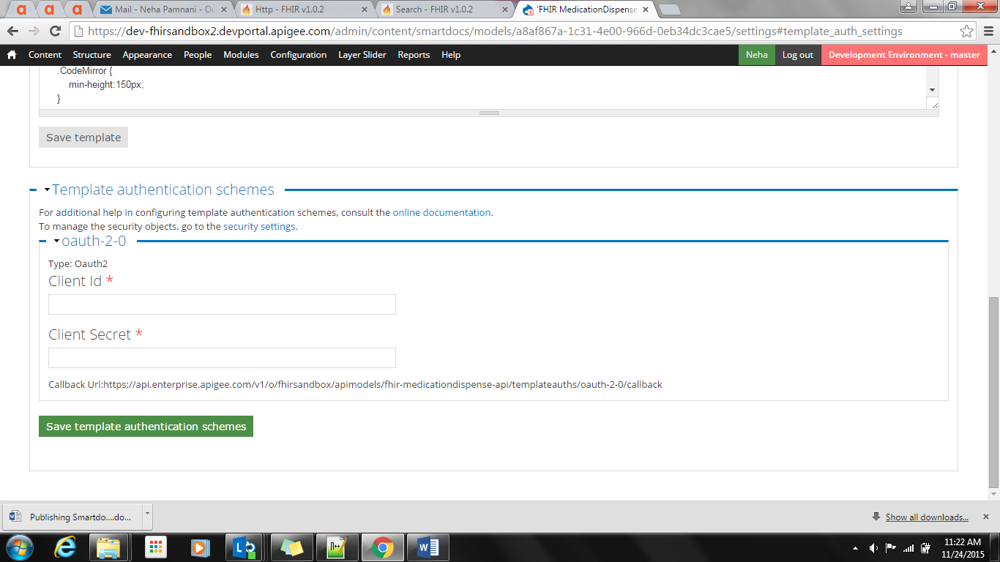 Mail - Neha Pamnani - Ou
Http - FHIR v1.0.2
Search - FHIR v1.0.2
'FHIR MedicationDispense
https://dev-fhirsandbox2.devportal.apigee.com/admin/content/smartdocs/models/a8af867a-1c31-4e00-966d-0eb34dc3cae5/settings#template_auth_settings
Content Structure Appearance People Modules Configuration Layer Slider Reports Help Neha Log out Development Environment - master
.CodeMirror {
min-height:150px;
}
Save template
Template authentication schemes
For additional help in configuring template authentication schemes, consult the online documentation.
To manage the security objects, go to the security settings.
oauth-2-0
Type: Oauth2
Client Id *
Client Secret *
Callback Url:https://api.enterprise.apigee.com/v1/o/fhirsandbox/apimodels/fhir-medicationdispense-api/templateauths/oauth-2-0/callback
Save template authentication schemes
Publishing Smartdo....do...
Show all downloads...
11:22 AM
11/24/2015